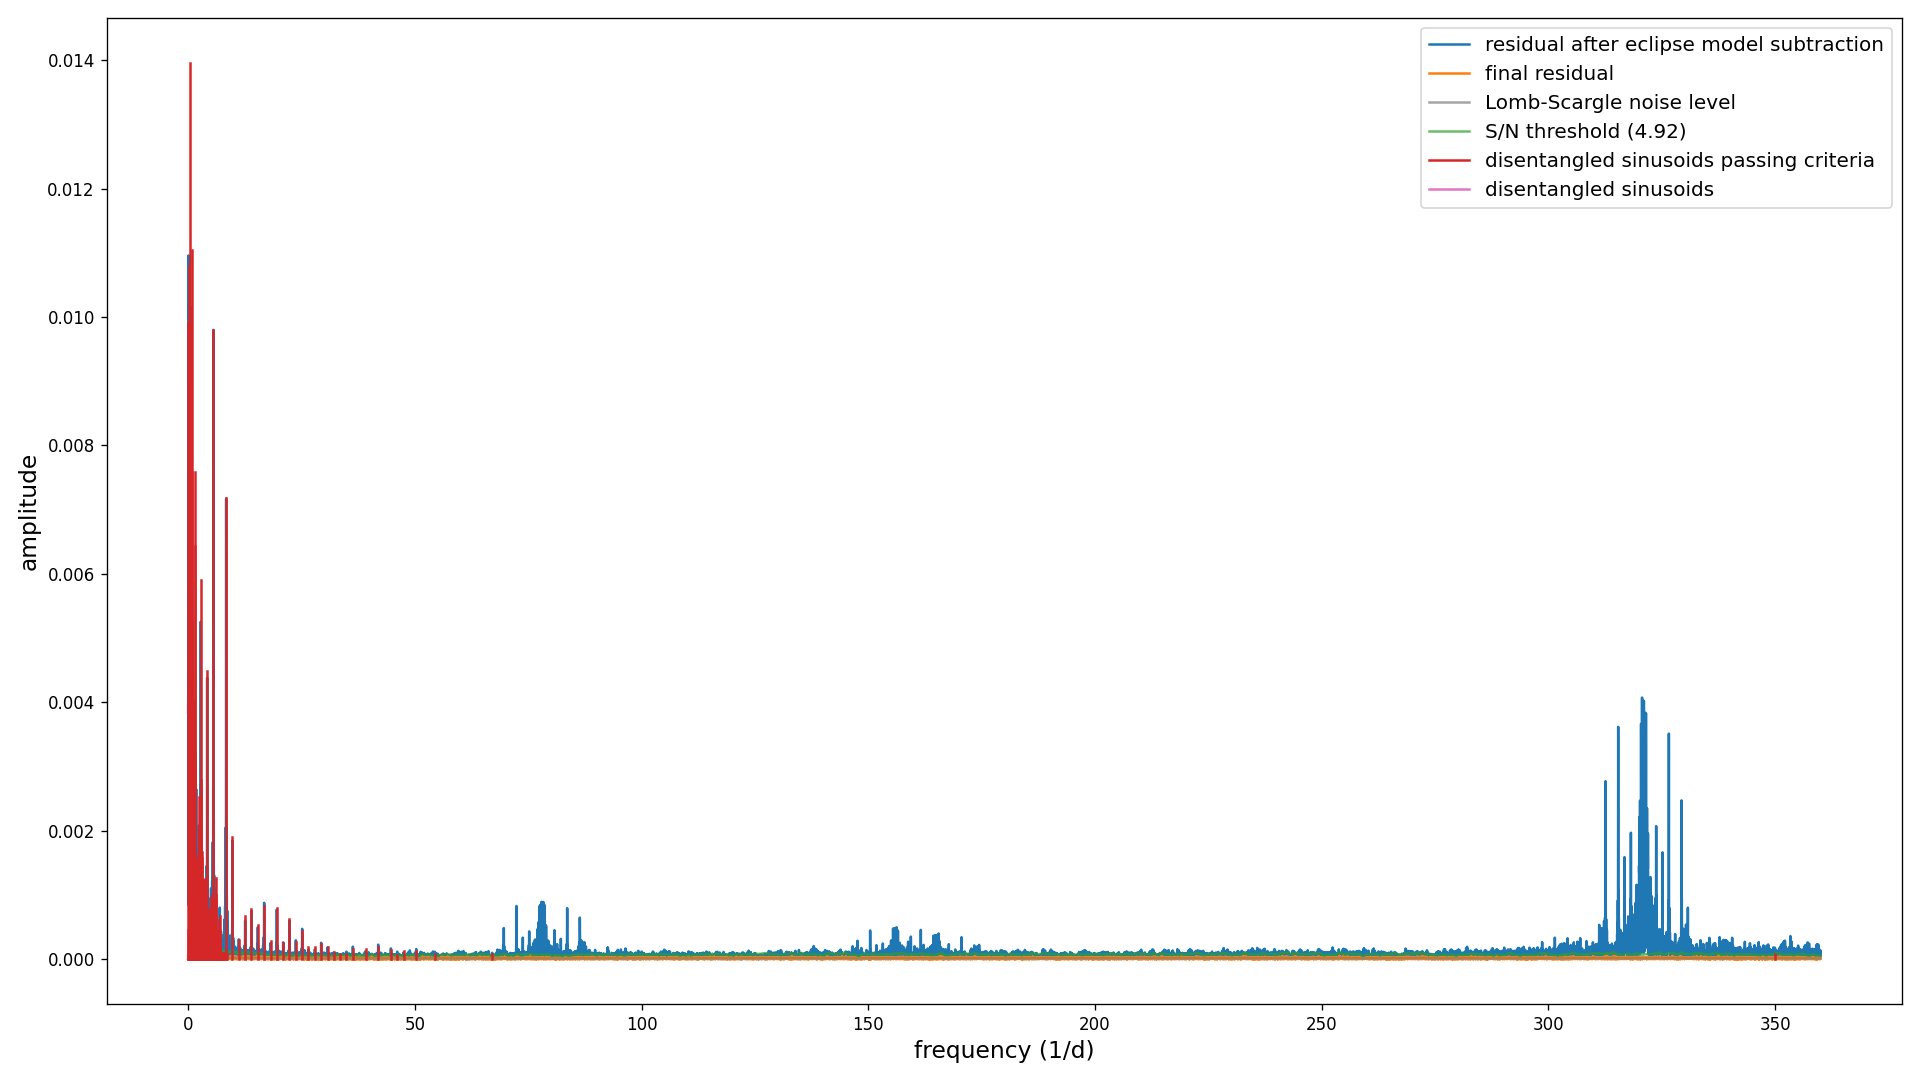 residual after eclipse model subtraction
final residual
Lomb-Scargle noise level
S/N threshold (4.92)
disentangled sinusoids passing criteria
disentangled sinusoids
0.014
0.012
0.010
0.008
0.006
0.004
0.002
0.000
amplitude
0 50 100 150 200 250 300 350
frequency (1/d)